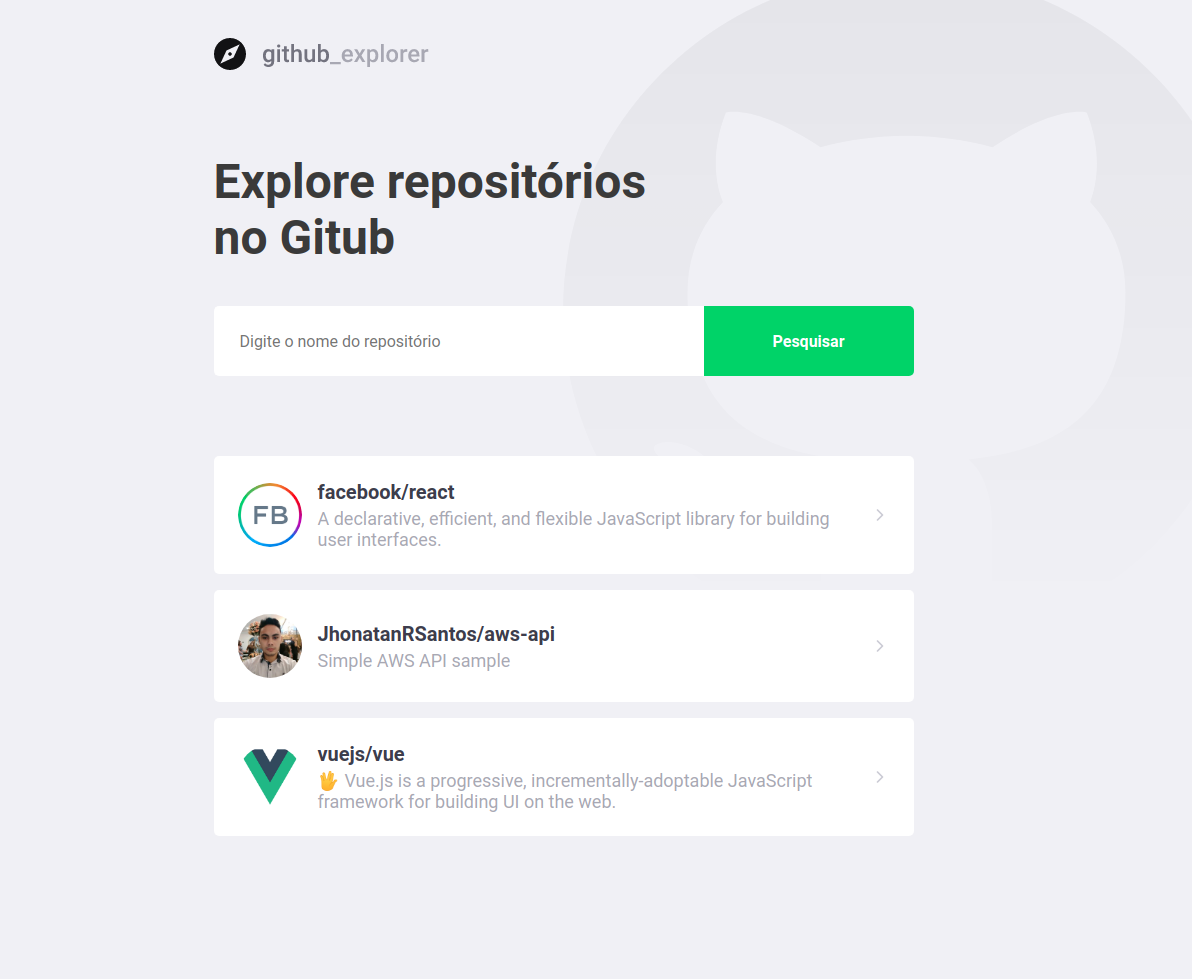 github_explorer
Explore repositórios
no Gitub
Digite o nome do repositório
Pesquisar
FB
facebook/react
A declarative, efficient, and flexible JavaScript library for building
user interfaces.
JhonatanRSantos/aws-api
Simple AWS API sample
vuejs/vue
🖖 Vue.js is a progressive, incrementally-adoptable JavaScript
framework for building UI on the web.